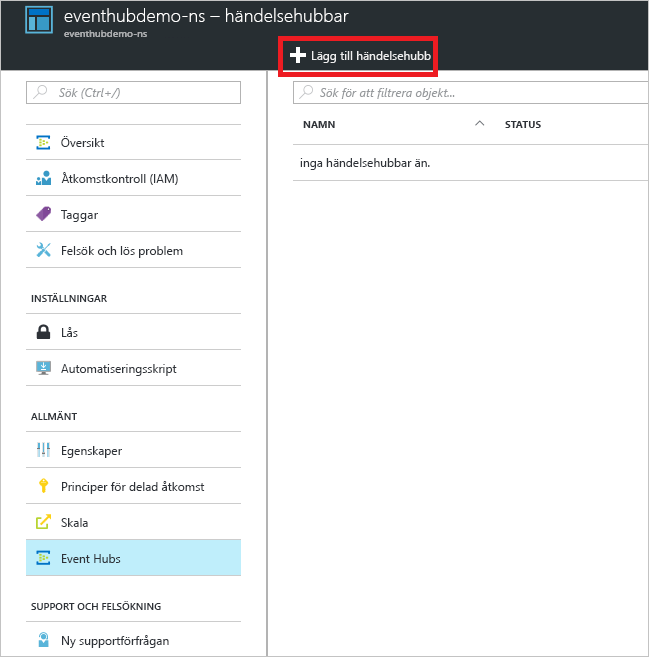 eventhubdemo-ns – händelsehubbar
eventhubdemo-ns
Lägg till händelsehubb
Sök (Ctrl+/)
Översikt
Åtkomstkontroll (IAM)
Taggar
Felsök och lös problem
INSTÄLLNINGAR
Lås
Automatiseringsskript
ALLMÄNT
Egenskaper
Principer för delad åtkomst
Skala
Event Hubs
SUPPORT OCH FELSÖKNING
Ny supportförfrågan
Sök för att filtrera objekt...
NAMN STATUS
inga händelsehubbar än.